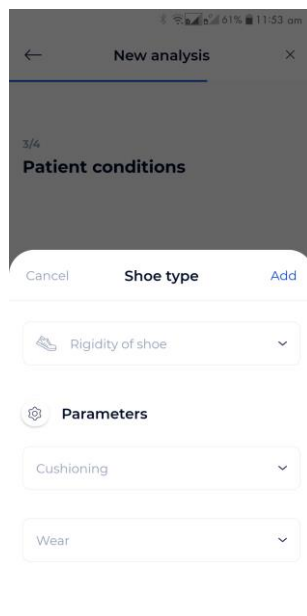 61% 11:53 am
New analysis
3/4
Patient conditions
Cancel Shoe type Add
Rigidity of shoe
Parameters
Cushioning
Wear